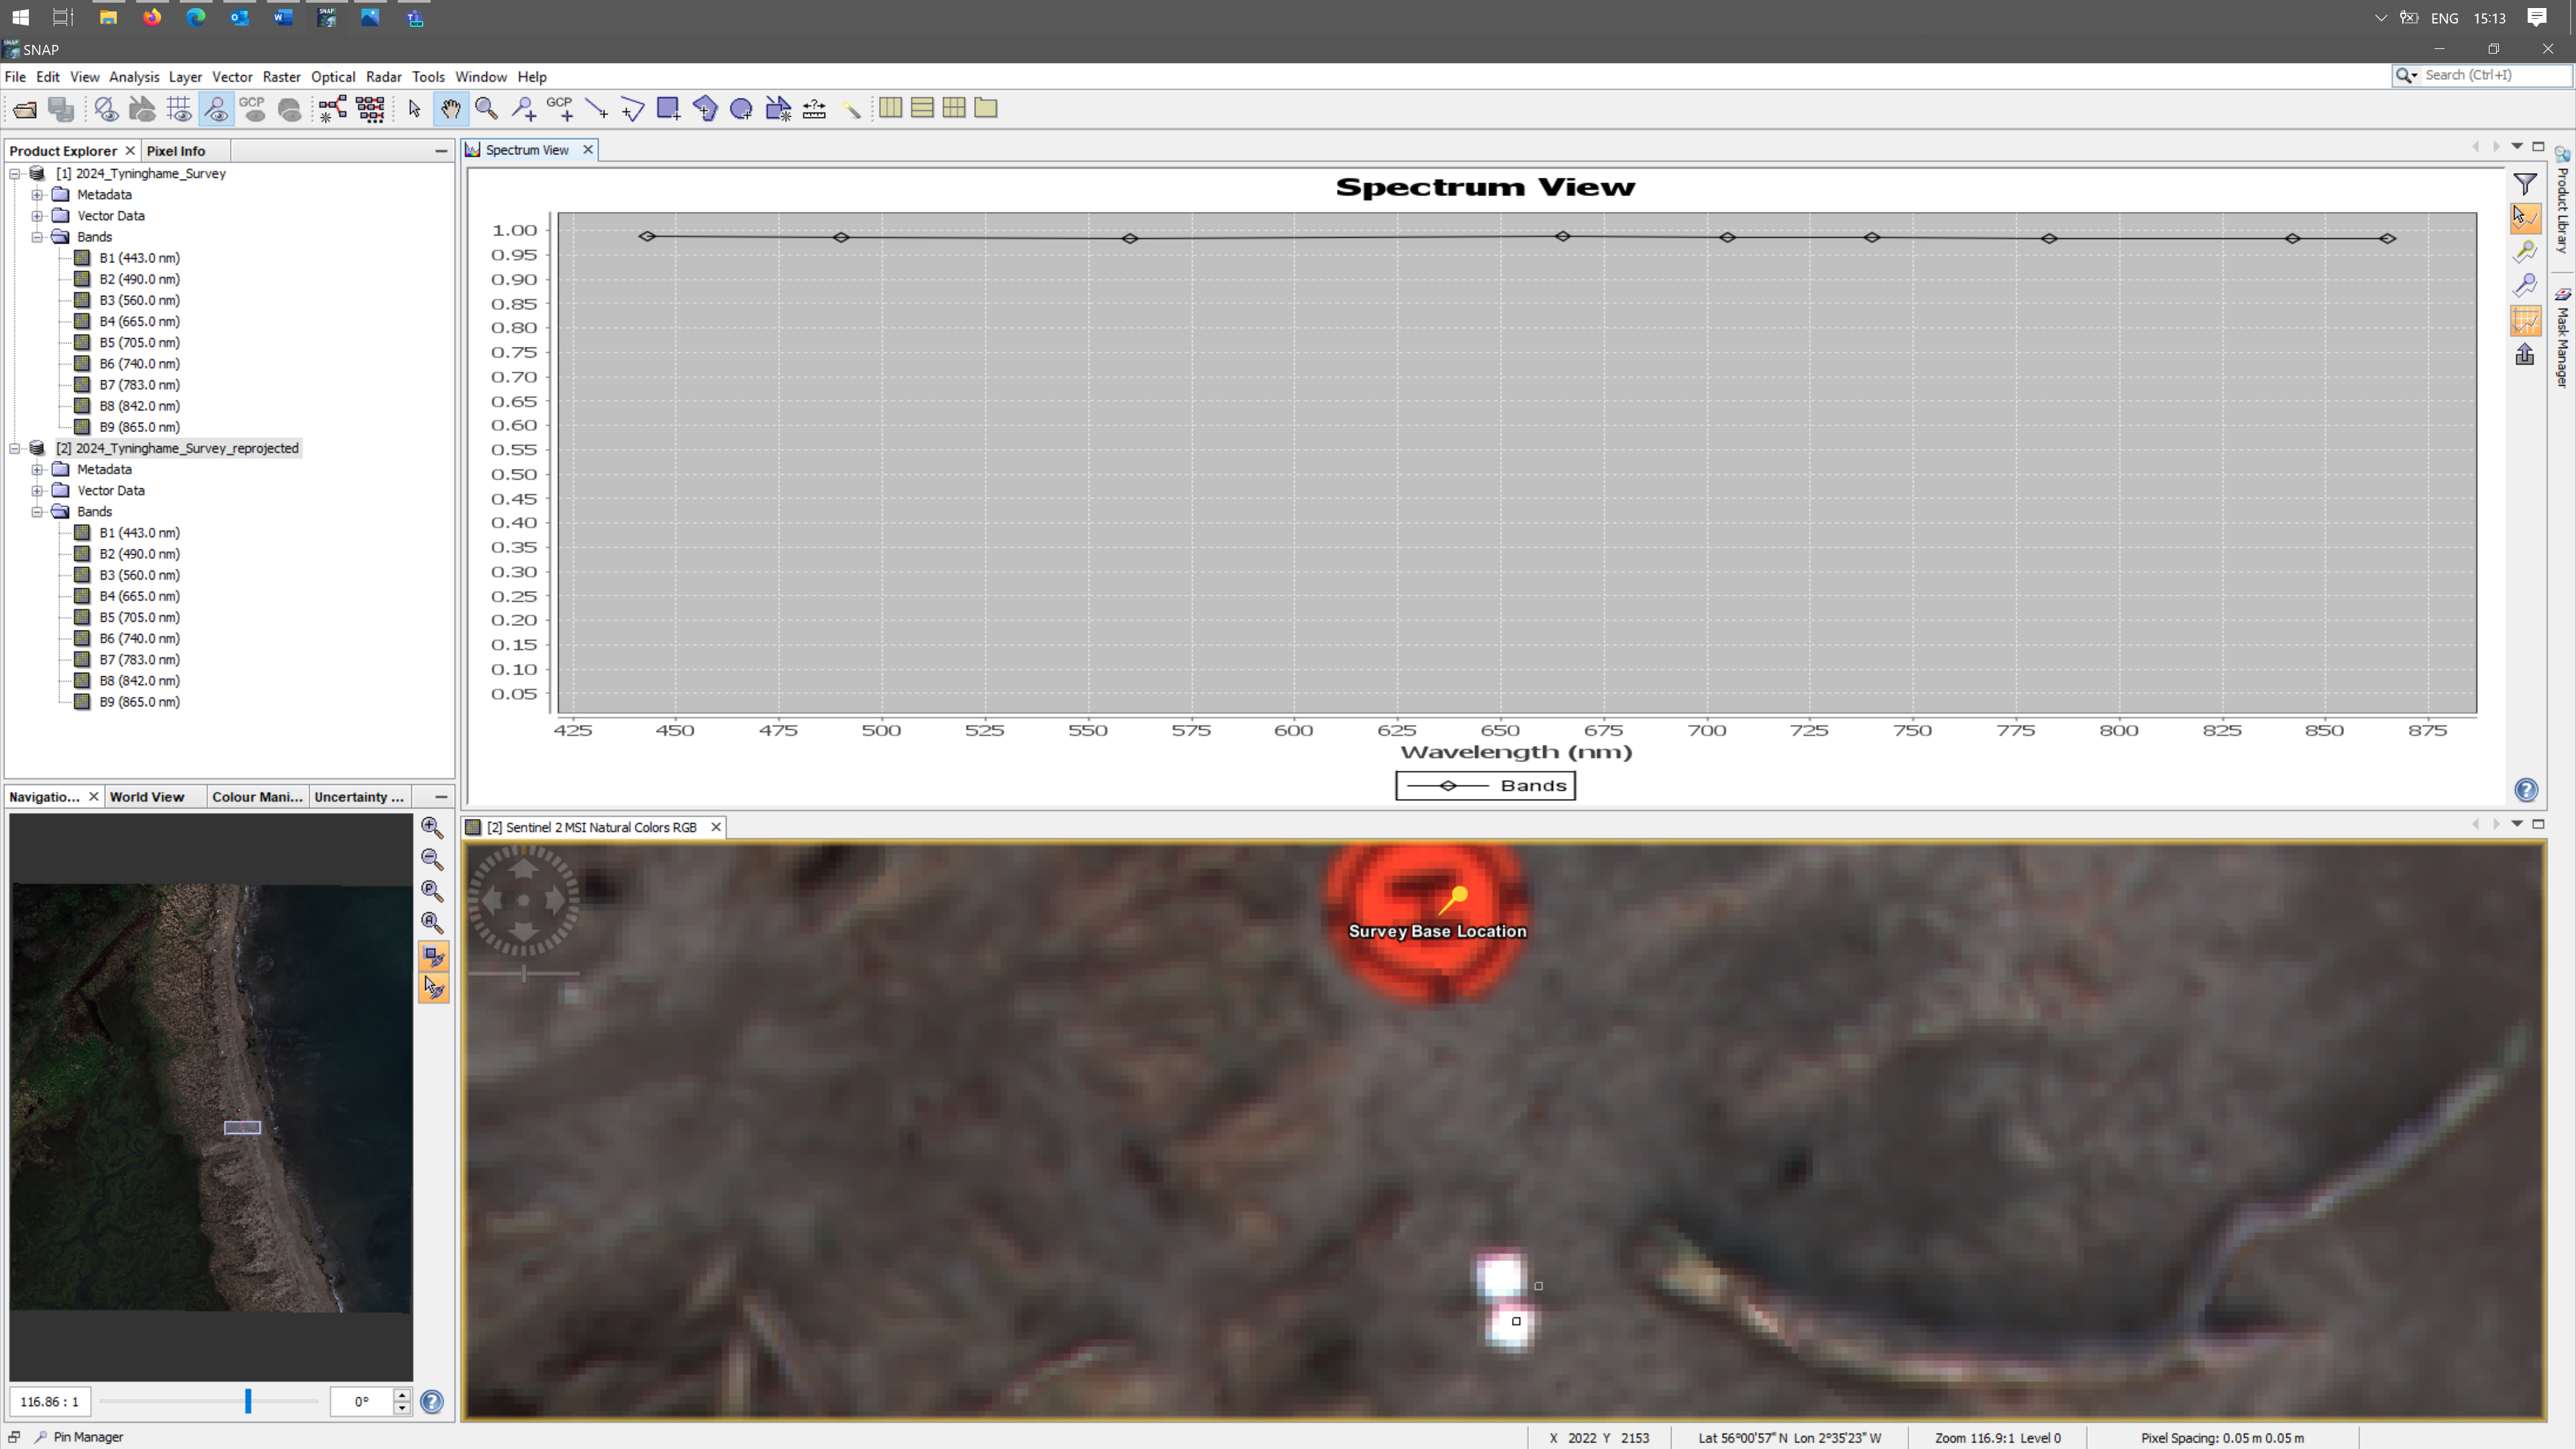 ENG 15:13
SNAP
File Edit View Analysis Layer Vector Raster Optical Radar Tools Window Help
Search (Ctrl+I)
GCP GCP
Product Explorer Pixel Info
[1] 2024_Tyninghame_Survey
Metadata
Vector Data
Bands
B1 (443.0 nm)
B2 (490.0 nm)
B3 (560.0 nm)
B4 (665.0 nm)
B5 (705.0 nm)
B6 (740.0 nm)
B7 (783.0 nm)
B8 (842.0 nm)
B9 (865.0 nm)
[2] 2024_Tyninghame_Survey_reprojected
Metadata
Vector Data
Bands
B1 (443.0 nm)
B2 (490.0 nm)
B3 (560.0 nm)
B4 (665.0 nm)
B5 (705.0 nm)
B6 (740.0 nm)
B7 (783.0 nm)
B8 (842.0 nm)
B9 (865.0 nm)
Spectrum View
Spectrum View
1.00
0.95
0.90
0.85
0.80
0.75
0.70
0.65
0.60
0.55
0.50
0.45
0.40
0.35
0.30
0.25
0.20
0.15
0.10
0.05
425 450 475 500 525 550 575 600 625 650 675 700 725 750 775 800 825 850 875
Wavelength (nm)
Bands
Product Library
Mask Manager
Navigatio... World View Colour Mani... Uncertainty ...
116.86 : 1
0°
[2] Sentinel 2 MSI Natural Colors RGB
Survey Base Location
Pin Manager
X 2022 Y 2153
Lat 56°00'57" N Lon 2°35'23" W
Zoom 116.9:1 Level 0
Pixel Spacing: 0.05 m 0.05 m